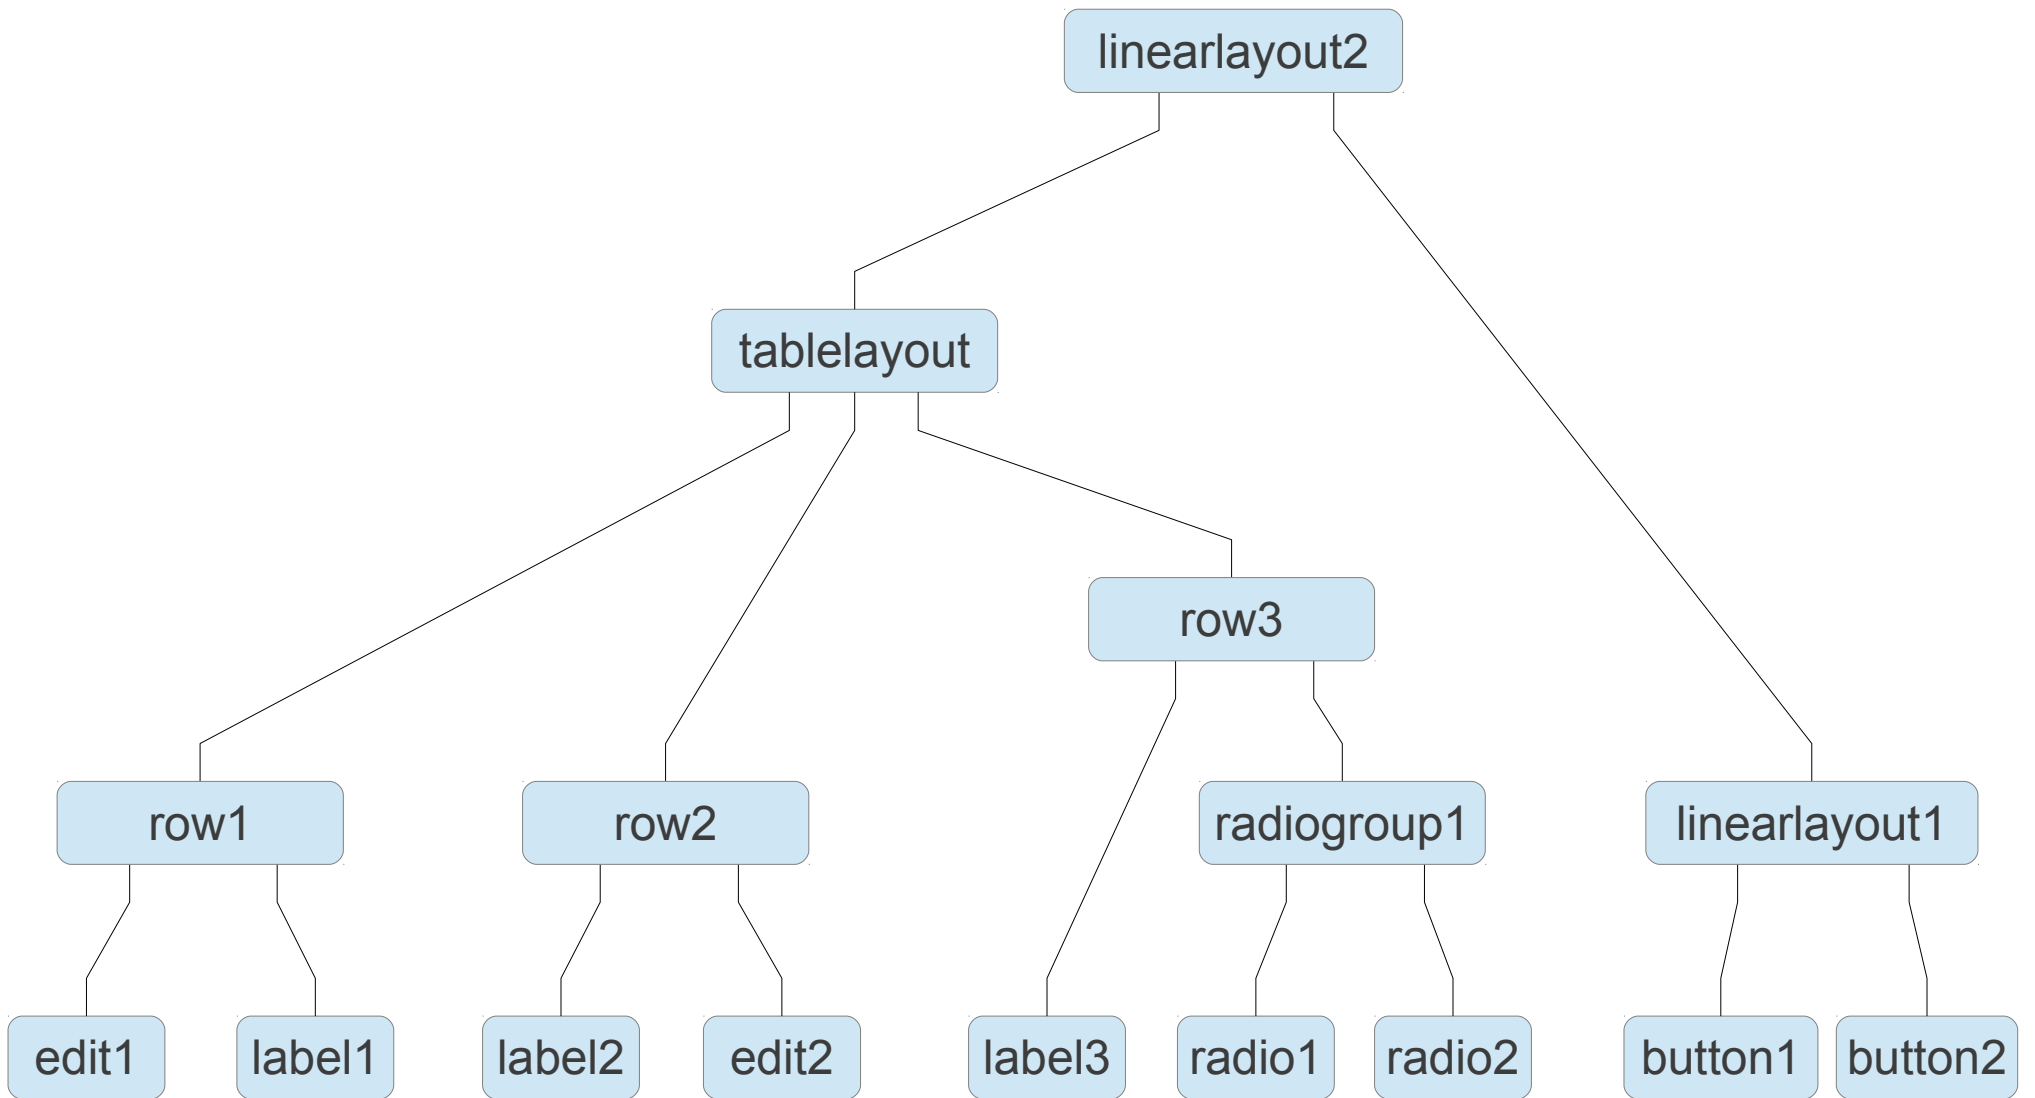 linearlayout2
tablelayout
row3
row1
row2
radiogroup1
linearlayout1
edit1
label1
label2
edit2
label3
radio1
radio2
button1
button2